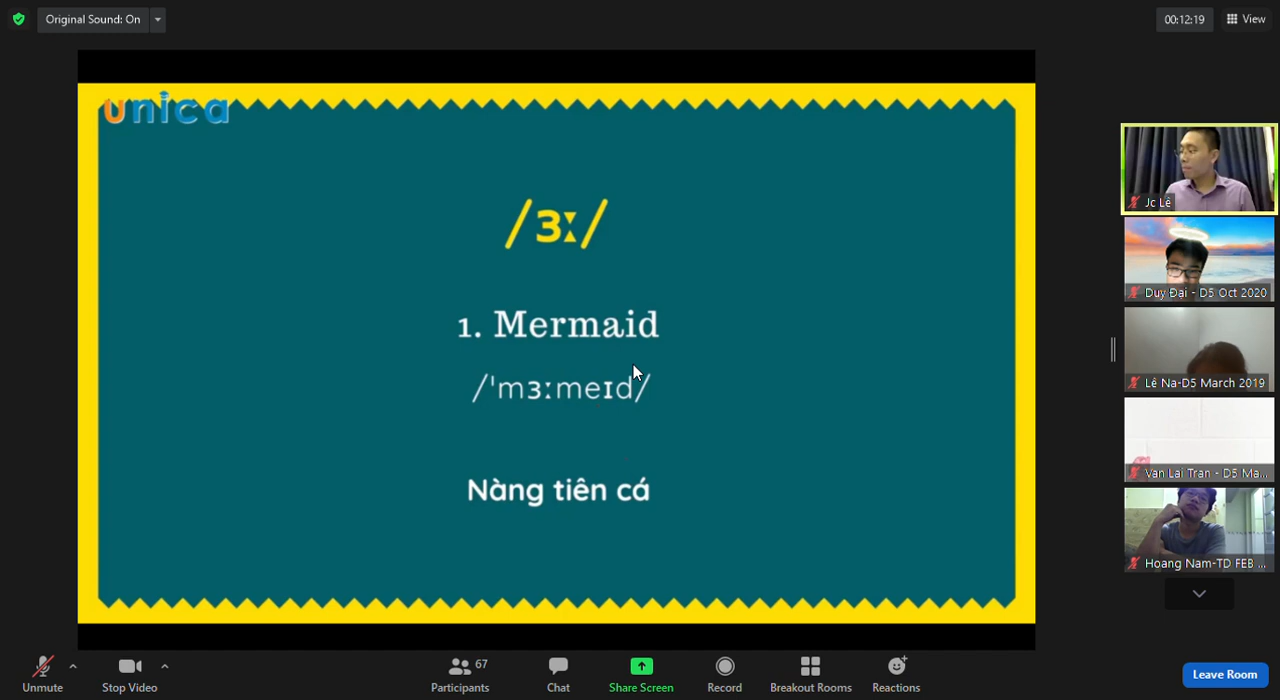 Original Sound: On
00:12:19
View
unica
/ɜː/
1. Mermaid
/ˈmɜːmeɪd/
Nàng tiên cá
Jc Lê
Duy Đại - D5 Oct 2020
Lê Na-D5 March 2019
Van Lai Tran - D5 Ma...
Hoang Nam-TD FEB ...
Unmute
Stop Video
67
Participants
Chat
Share Screen
Record
Breakout Rooms
Reactions
Leave Room